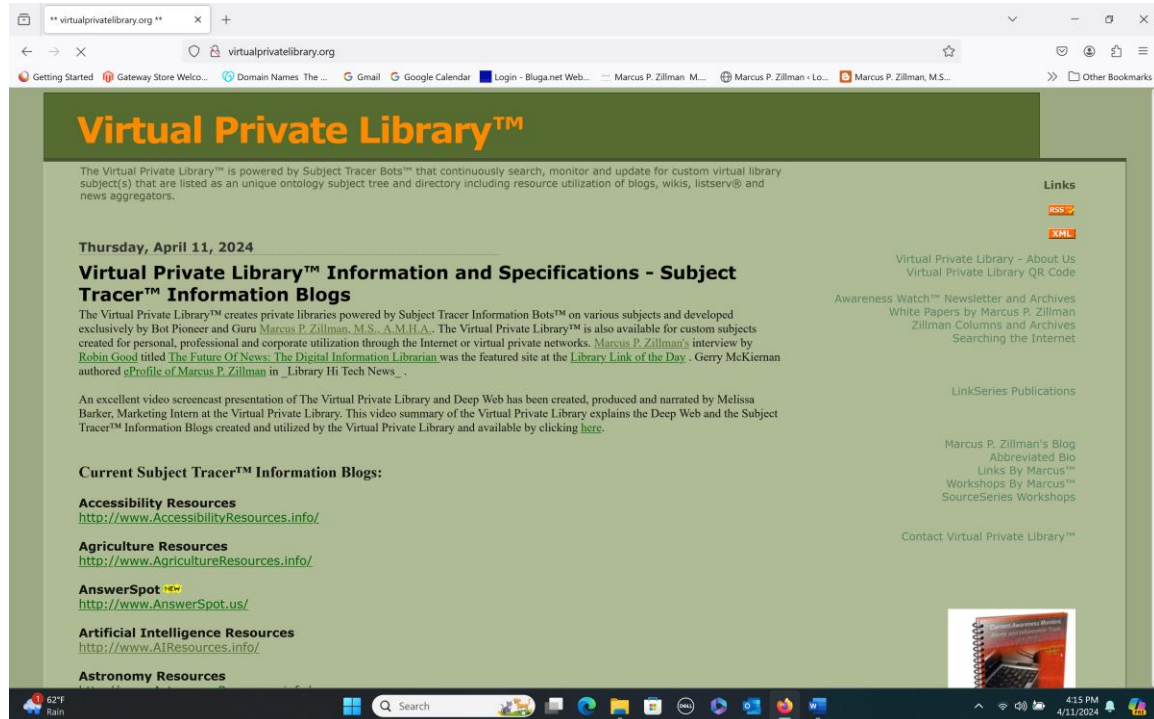 ** virtualprivatelibrary.org **
virtualprivatelibrary.org
Getting Started Gateway Store Welco... Domain Names The ... Gmail Google Calendar Login - Bluga.net Web... Marcus P. Zillman M.... Marcus P. Zillman ‹ Lo... Marcus P. Zillman, M.S... Other Bookmarks
Virtual Private Library™
The Virtual Private Library™ is powered by Subject Tracer Bots™ that continuously search, monitor and update for custom virtual library
subject(s) that are listed as an unique ontology subject tree and directory including resource utilization of blogs, wikis, listserv® and
news aggregators.
Thursday, April 11, 2024
Virtual Private Library™ Information and Specifications - Subject
Tracer™ Information Blogs
The Virtual Private Library™ creates private libraries powered by Subject Tracer Information Bots™ on various subjects and developed
exclusively by Bot Pioneer and Guru Marcus P. Zillman, M.S., A.M.H.A.. The Virtual Private Library™ is also available for custom subjects
created for personal, professional and corporate utilization through the Internet or virtual private networks. Marcus P. Zillman's interview by
Robin Good titled The Future Of News: The Digital Information Librarian was the featured site at the Library Link of the Day . Gerry McKiernan
authored eProfile of Marcus P. Zillman in _Library Hi Tech News_ .
An excellent video screencast presentation of The Virtual Private Library and Deep Web has been created, produced and narrated by Melissa
Barker, Marketing Intern at the Virtual Private Library. This video summary of the Virtual Private Library explains the Deep Web and the Subject
Tracer™ Information Blogs created and utilized by the Virtual Private Library and available by clicking here.
Current Subject Tracer™ Information Blogs:
Accessibility Resources
http://www.AccessibilityResources.info/
Agriculture Resources
http://www.AgricultureResources.info/
AnswerSpot NEW
http://www.AnswerSpot.us/
Artificial Intelligence Resources
http://www.AIResources.info/
Astronomy Resources
Links
RSS
XML
Virtual Private Library - About Us
Virtual Private Library QR Code
Awareness Watch™ Newsletter and Archives
White Papers by Marcus P. Zillman
Zillman Columns and Archives
Searching the Internet
LinkSeries Publications
Marcus P. Zillman's Blog
Abbreviated Bio
Links By Marcus™
Workshops By Marcus™
SourceSeries Workshops
Contact Virtual Private Library™
Current Awareness Monitors,
1
62°F
Rain
Search
DELL
4:15 PM
4/11/2024